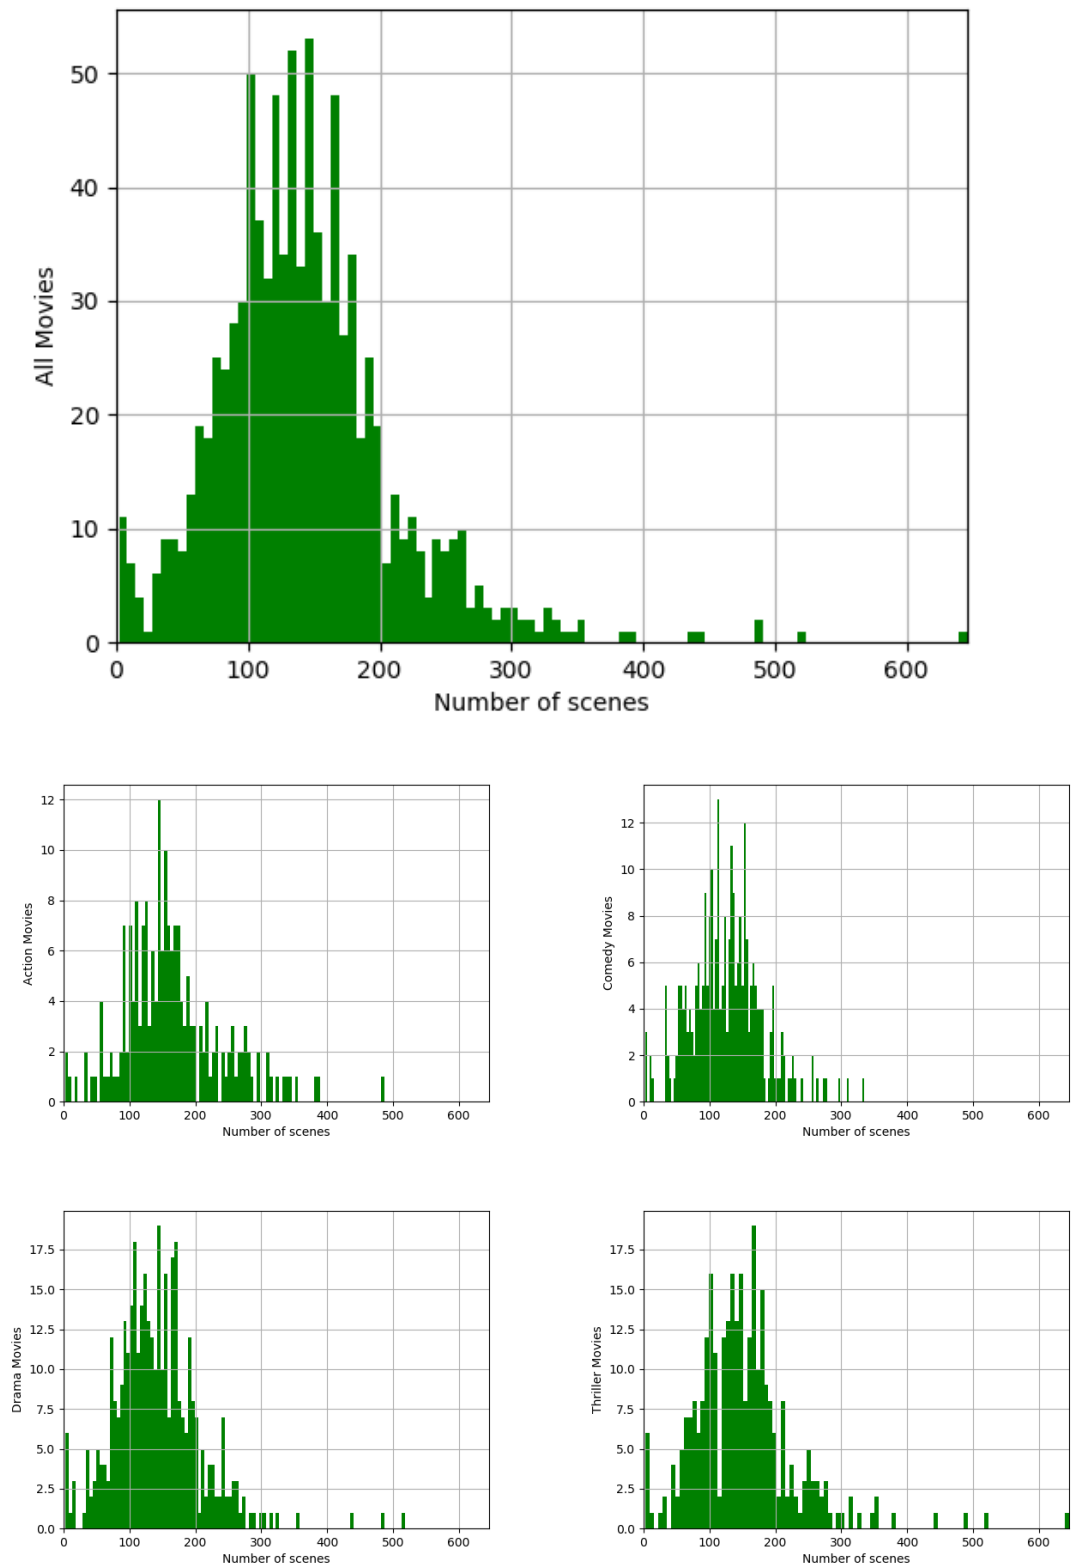 50
40
30
20
10
0
All Movies
0 100 200 300 400 500 600
Number of scenes
12
10
8
6
4
2
0
Action Movies
0 100 200 300 400 500 600
Number of scenes
12
10
8
6
4
2
0
Comedy Movies
0 100 200 300 400 500 600
Number of scenes
17.5
15.0
12.5
10.0
7.5
5.0
2.5
0.0
Drama Movies
0 100 200 300 400 500 600
Number of scenes
17.5
15.0
12.5
10.0
7.5
5.0
2.5
0.0
Thriller Movies
0 100 200 300 400 500 600
Number of scenes